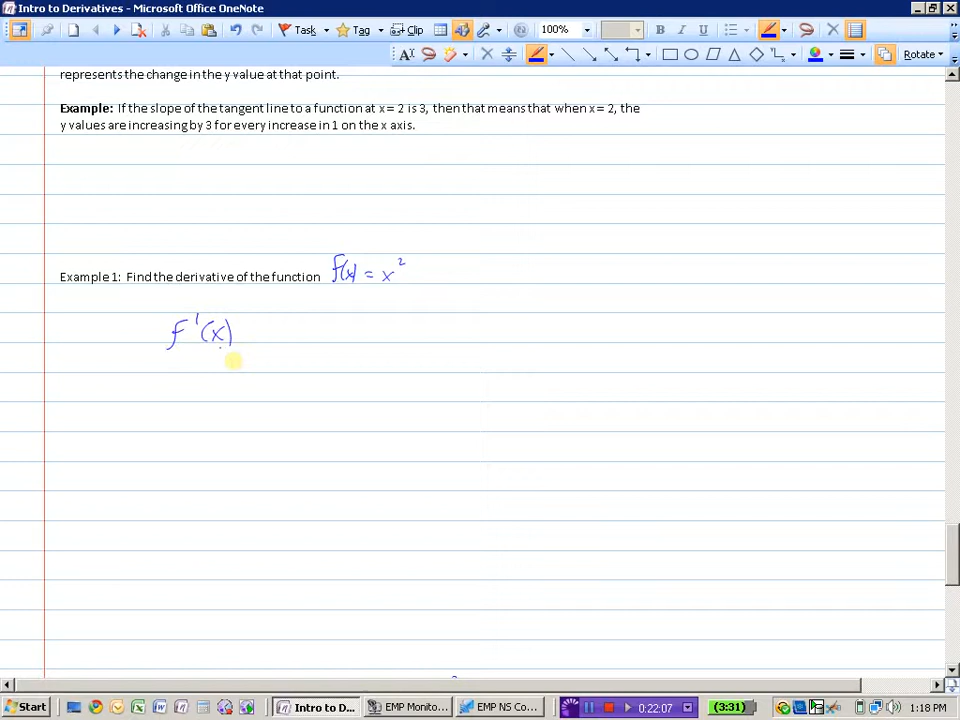 Intro to Derivatives - Microsoft Office OneNote
Task Tag Clip 100% B I U
Rotate
represents the change in the y value at that point.
Example: If the slope of the tangent line to a function at x = 2 is 3, then that means that when x = 2, the
y values are increasing by 3 for every increase in 1 on the x axis.
Example 1: Find the derivative of the function f(x) = x²
f'(x)
Start Intro to D... EMP Monito... EMP NS Co... 0:22:07 (3:31) 1:18 PM